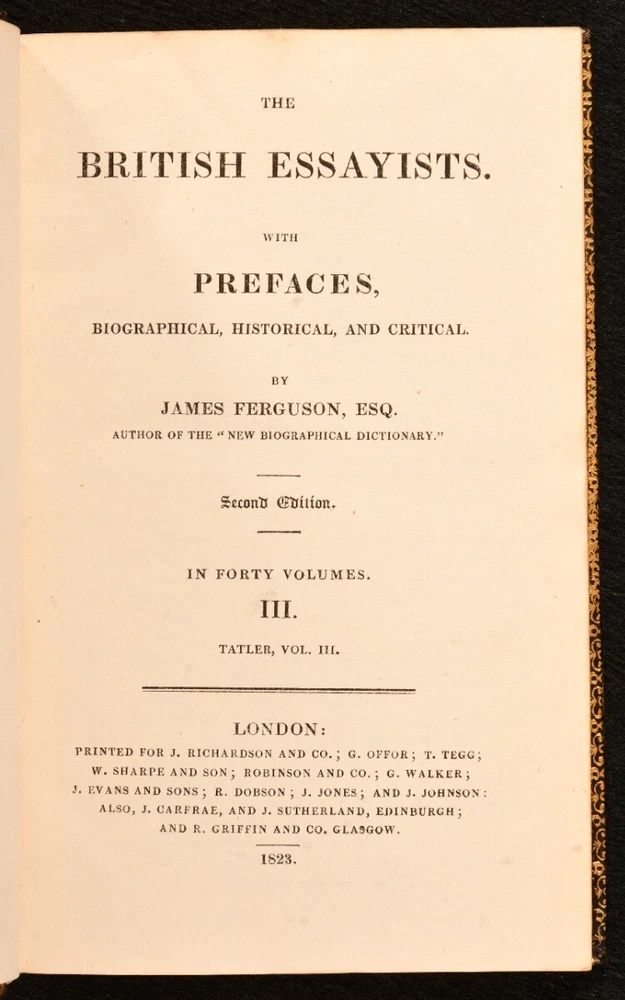 THE
BRITISH ESSAYISTS.
WITH
PREFACES,
BIOGRAPHICAL, HISTORICAL, AND CRITICAL.
BY
JAMES FERGUSON, ESQ.
AUTHOR OF THE "NEW BIOGRAPHICAL DICTIONARY."
Second Edition.
IN FORTY VOLUMES.
III.
TATLER, VOL. III.
LONDON:
PRINTED FOR J. RICHARDSON AND CO.; G. OFFOR; T. TEGG;
W. SHARPE AND SON; ROBINSON AND CO.; G. WALKER;
J. EVANS AND SONS; R. DOBSON; J. JONES; AND J. JOHNSON:
ALSO, J. CARFRAE, AND J. SUTHERLAND, EDINBURGH;
AND R. GRIFFIN AND CO. GLASGOW.
1823.